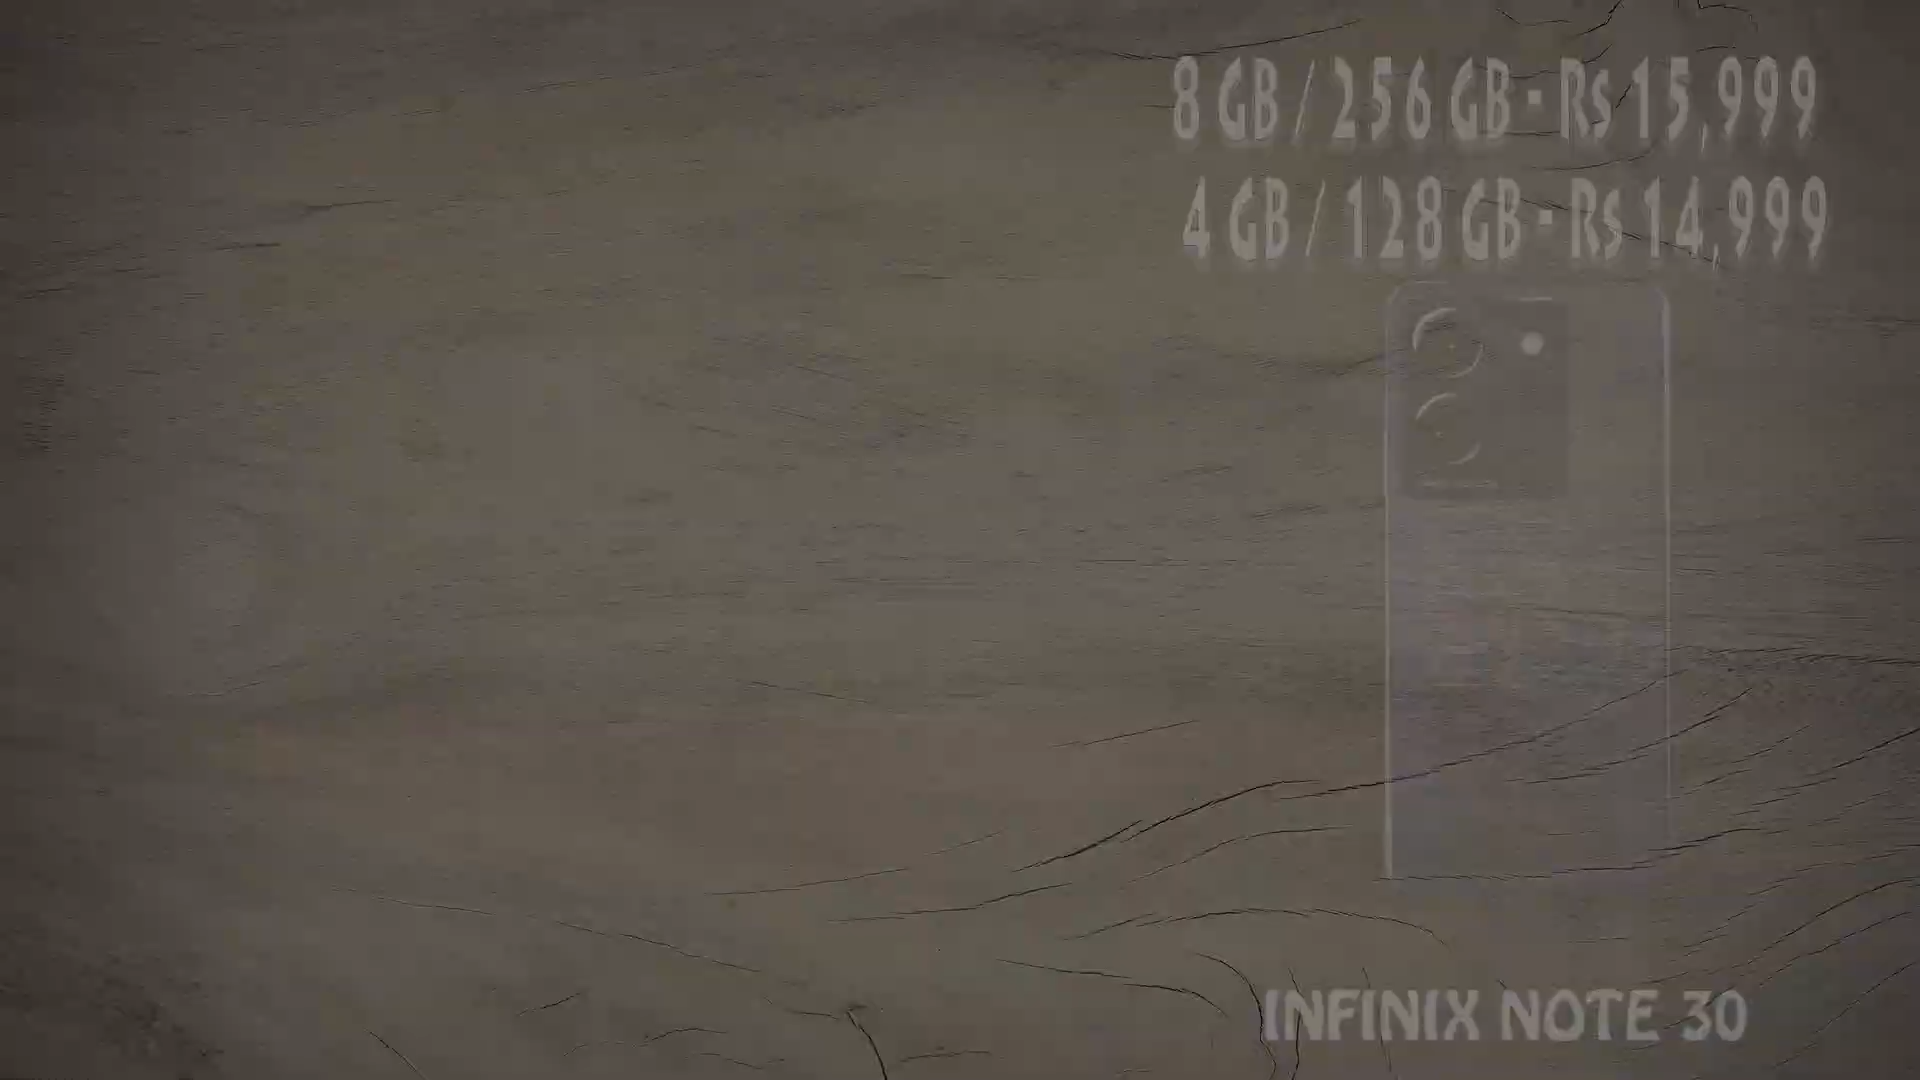 8 GB / 256 GB - Rs 15,999
4 GB / 128 GB - Rs 14,999
INFINIX NOTE 30